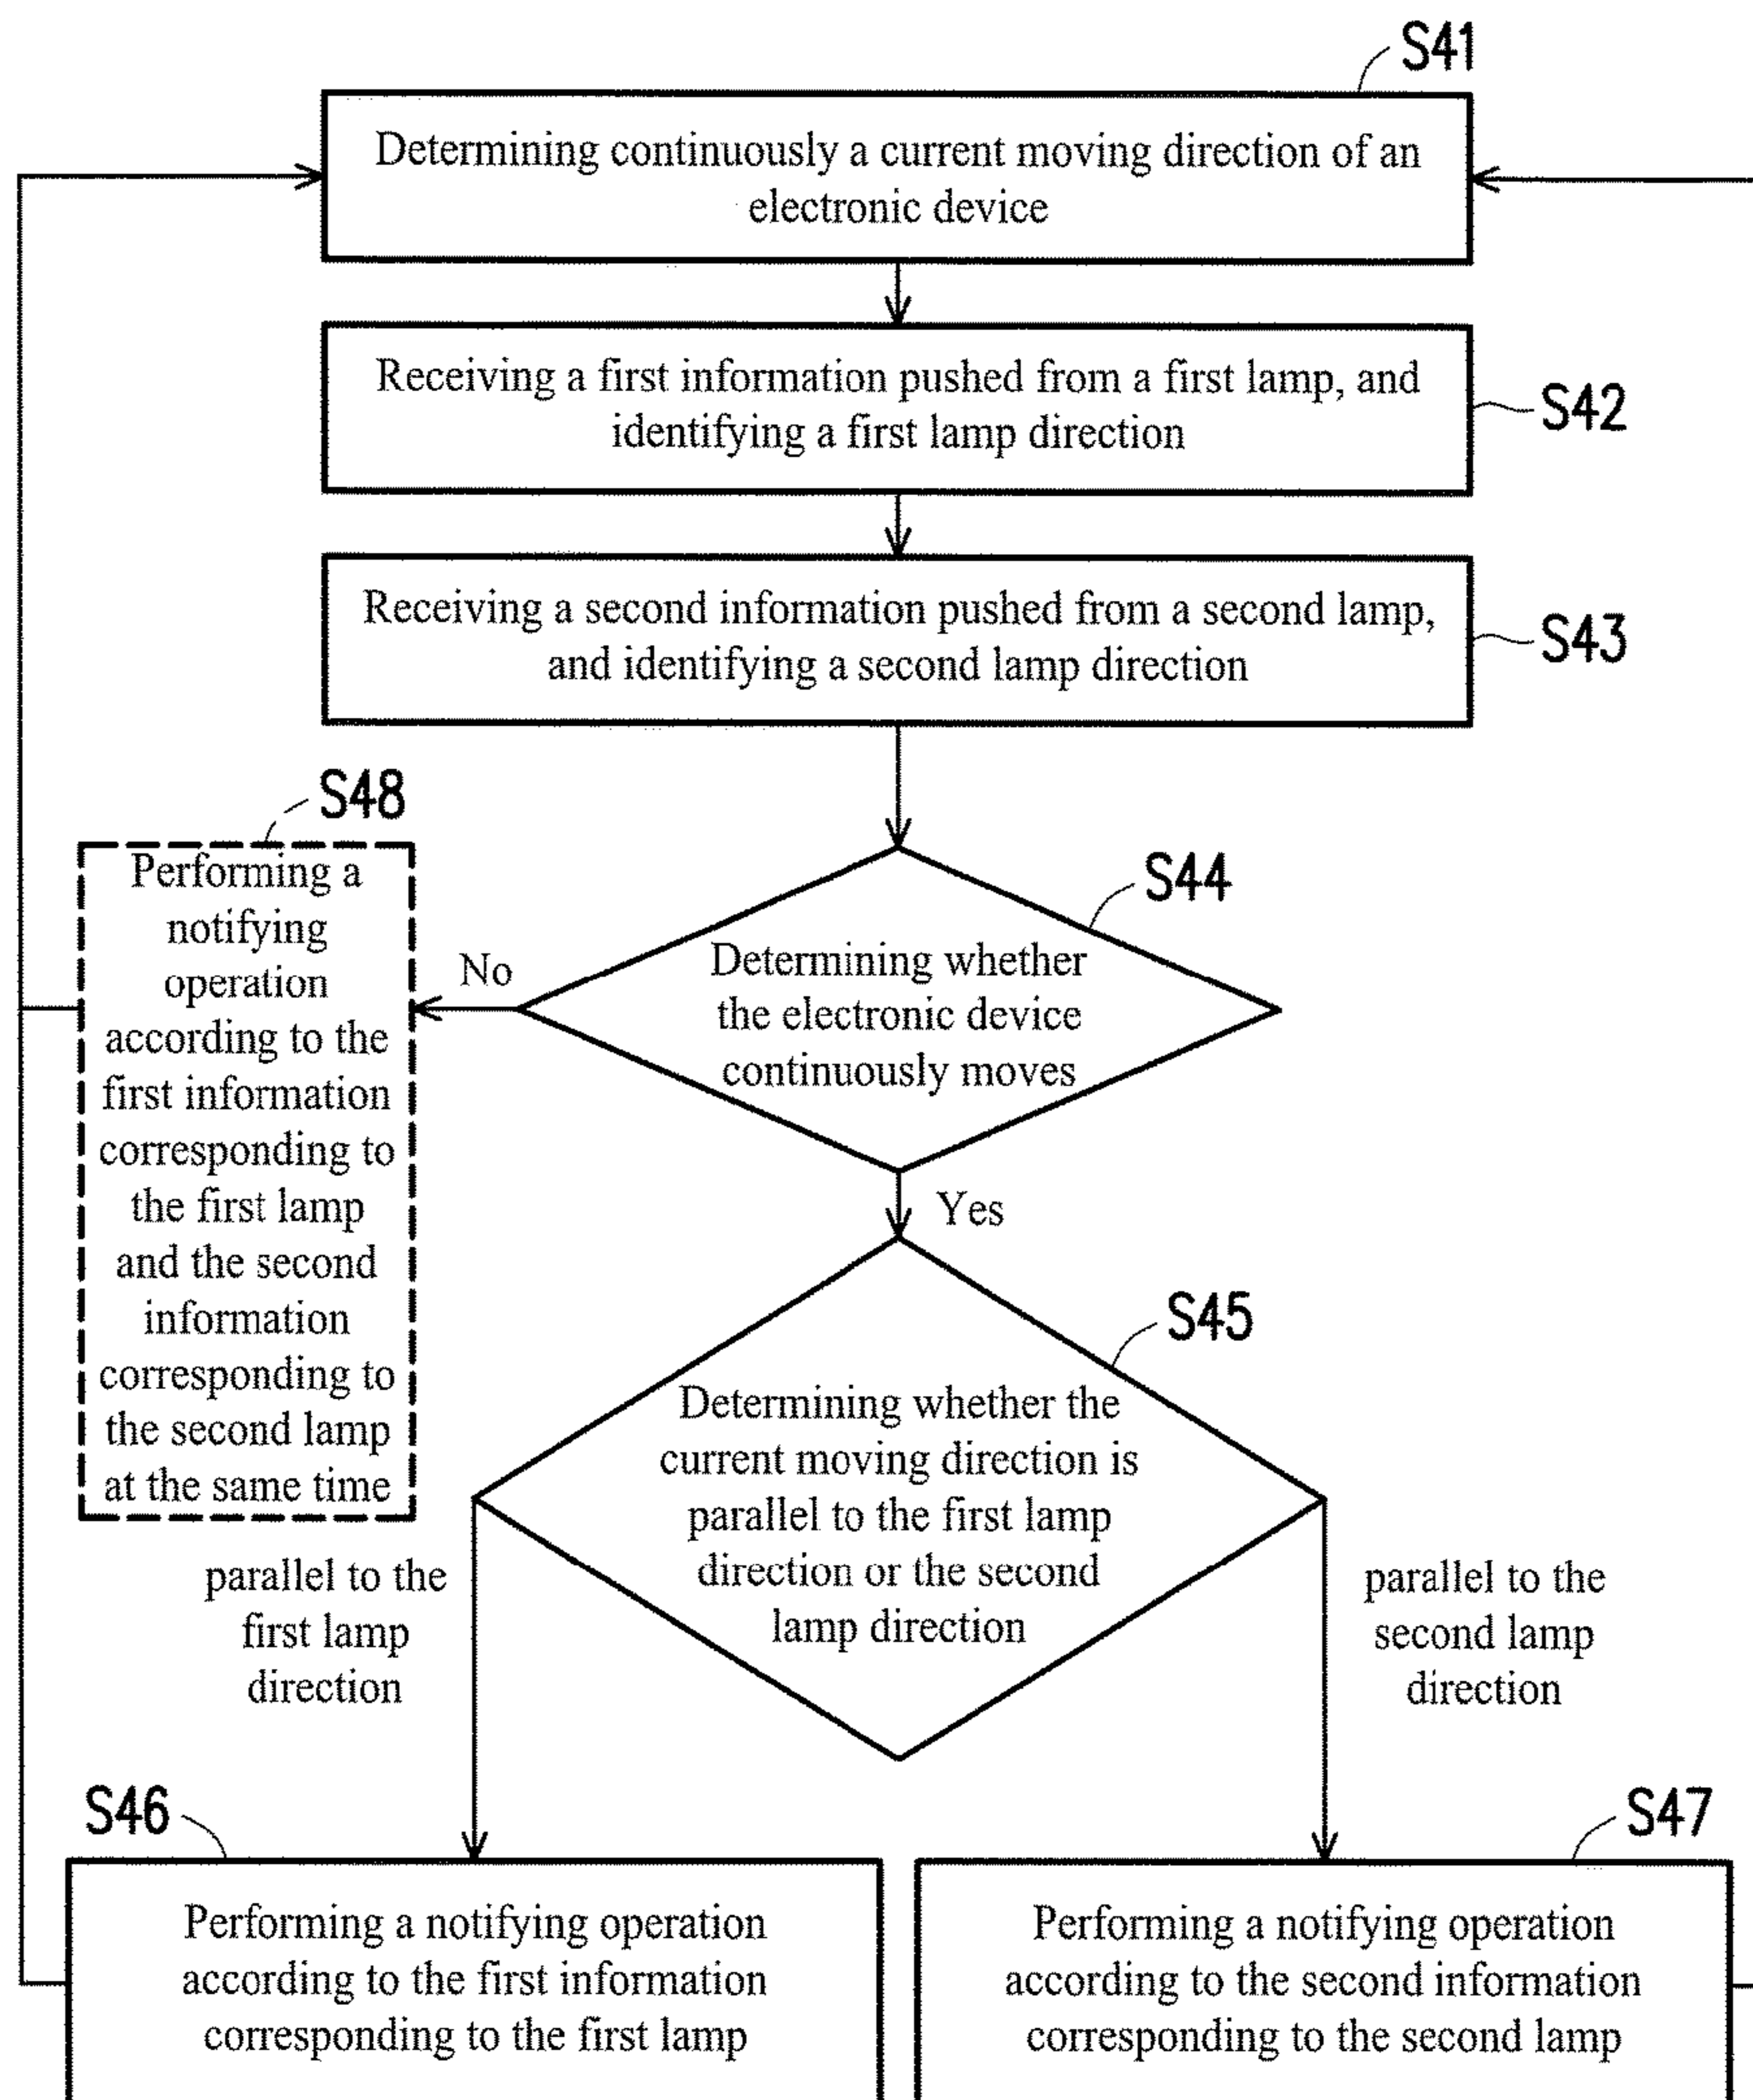 S41
Determining continuously a current moving direction of an
electronic device
Receiving a first information pushed from a first lamp, and
identifying a first lamp direction
S42
Receiving a second information pushed from a second lamp,
and identifying a second lamp direction
S43
S48
Performing a
notifying
operation
according to the
first information
corresponding to
the first lamp
and the second
information
corresponding to
the second lamp
at the same time
No
S44
Determining whether
the electronic device
continuously moves
Yes
S45
Determining whether the
current moving direction is
parallel to the first lamp
direction or the second
lamp direction
parallel to the
first lamp
direction
parallel to the
second lamp
direction
S46
Performing a notifying operation
according to the first information
corresponding to the first lamp
S47
Performing a notifying operation
according to the second information
corresponding to the second lamp